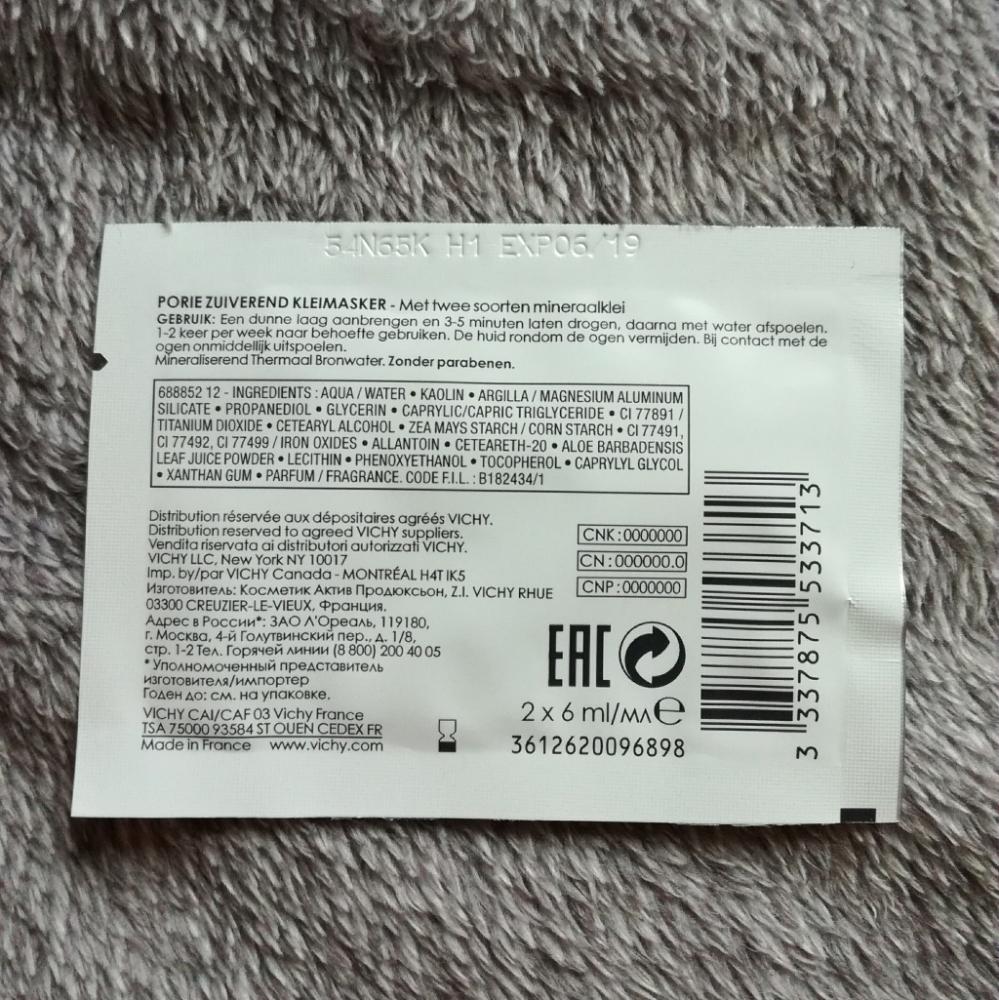 54N65K H1 EXP06/19
PORIE ZUIVEREND KLEIMASKER - Met twee soorten mineraalklei
GEBRUIK: Een dunne laag aanbrengen en 3-5 minuten laten drogen, daarna met water afspoelen.
1-2 keer per week naar behoefte gebruiken. De huid rondom de ogen vermijden. Bij contact met de
ogen onmiddellijk uitspoelen.
Mineraliserend Thermaal Bronwater. Zonder parabenen.
688852 12 - INGREDIENTS : AQUA / WATER • KAOLIN • ARGILLA / MAGNESIUM ALUMINUM
SILICATE • PROPANEDIOL • GLYCERIN • CAPRYLIC/CAPRIC TRIGLYCERIDE • CI 77891 /
TITANIUM DIOXIDE • CETEARYL ALCOHOL • ZEA MAYS STARCH / CORN STARCH • CI 77491,
CI 77492, CI 77499 / IRON OXIDES • ALLANTOIN • CETEARETH-20 • ALOE BARBADENSIS
LEAF JUICE POWDER • LECITHIN • PHENOXYETHANOL • TOCOPHEROL • CAPRYLYL GLYCOL
• XANTHAN GUM • PARFUM / FRAGRANCE. CODE F.I.L. : B182434/1
Distribution réservée aux dépositaires agréés VICHY.
Distribution reserved to agreed VICHY suppliers.
Vendita riservata ai distributori autorizzati VICHY.
VICHY LLC, New York NY 10017
Imp. by/par VICHY Canada - MONTRÉAL H4T 1K5
Изготовитель: Косметик Актив Продюксьон, Z.I. VICHY RHUE
03300 CREUZIER-LE-VIEUX, Франция.
Адрес в России*: ЗАО Л'Ореаль, 119180,
г. Москва, 4-й Голутвинский пер., д. 1/8,
стр. 1-2 Тел. Горячей линии (8 800) 200 40 05
* Уполномоченный представитель
изготовителя/импортер
Годен до: см. на упаковке.
VICHY CAI/CAF 03 Vichy France
TSA 75000 93584 ST OUEN CEDEX FR
Made in France www.vichy.com
CNK : 0000000
CN : 000000.0
CNP : 0000000
EAC
2 x 6 ml/мл e
3612620096898
3 337875 533713